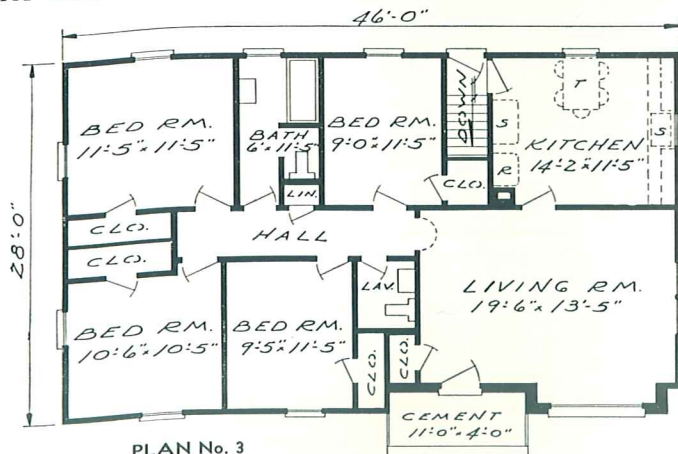 46'-0"
28'-0"
BED RM.
11'-5" x 11'-5"
BATH
6' x 11'-5"
LIN.
BED RM.
9'-0" x 11'-5"
DOWN
CLO.
S
R
T
S
KITCHEN
14'-2" x 11'-5"
CLO.
CLO.
HALL
LAV.
LIVING RM.
19'-6" x 13'-5"
BED RM.
10'-6" x 10'-5"
BED RM.
9'-5" x 11'-5"
CLO.
CLO.
CEMENT
11'-0" x 4'-0"
PLAN No. 3